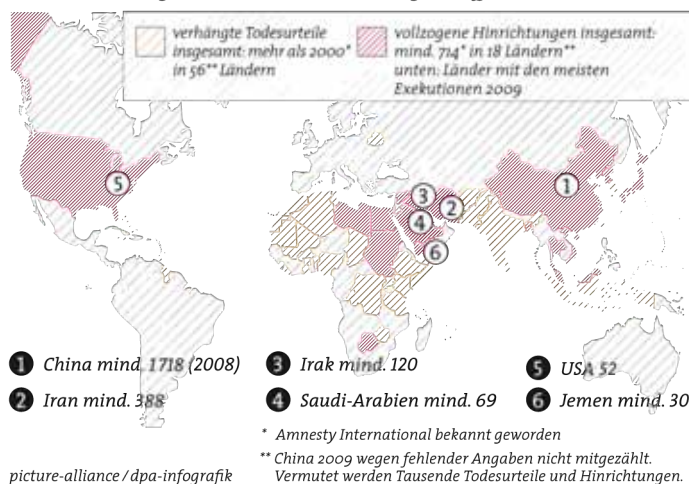 verhängte Todesurteile
insgesamt: mehr als 2000*
in 56** Ländern
vollzogene Hinrichtungen insgesamt:
mind. 714* in 18 Ländern**
unten: Länder mit den meisten
Exekutionen 2009
5
3
1
4
2
6
1 China mind. 1718 (2008)
2 Iran mind. 388
3 Irak mind. 120
4 Saudi-Arabien mind. 69
5 USA 52
6 Jemen mind. 30
* Amnesty International bekannt geworden
** China 2009 wegen fehlender Angaben nicht mitgezählt.
Vermutet werden Tausende Todesurteile und Hinrichtungen.
picture-alliance / dpa-infografik